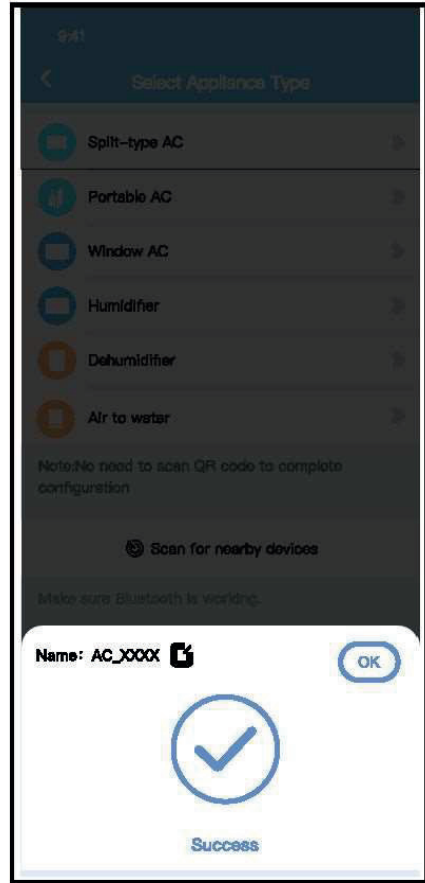 9:41
Select Appliance Type
Split-type AC
Portable AC
Window AC
Humidifier
Dehumidifier
Air to water
Note:No need to scan QR code to complete
configuration
Scan for nearby devices
Make sure Bluetooth is working.
Name: AC_XXXX
OK
Success